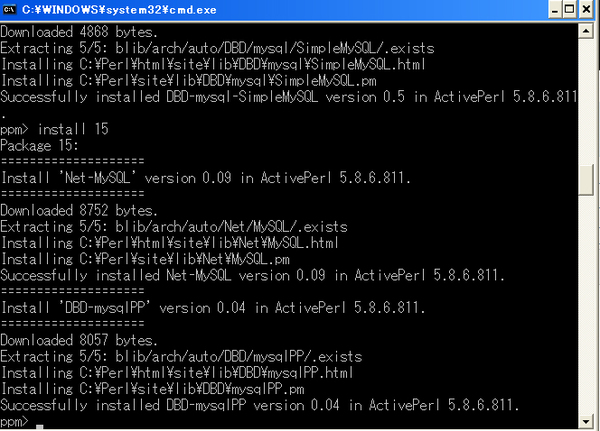 C:¥WINDOWS¥system32¥cmd.exe
Downloaded 4868 bytes.
Extracting 5/5: blib/arch/auto/DBD/mysql/SimpleMySQL/.exists
Installing C:¥Perl¥html¥site¥lib¥DBD¥mysql¥SimpleMySQL.html
Installing C:¥Perl¥site¥lib¥DBD¥mysql¥SimpleMySQL.pm
Successfully installed DBD-mysql-SimpleMySQL version 0.5 in ActivePerl 5.8.6.811
.
ppm> install 15
Package 15:
====================
Install 'Net-MySQL' version 0.09 in ActivePerl 5.8.6.811.
====================
Downloaded 8752 bytes.
Extracting 5/5: blib/arch/auto/Net/MySQL/.exists
Installing C:¥Perl¥html¥site¥lib¥Net¥MySQL.html
Installing C:¥Perl¥site¥lib¥Net¥MySQL.pm
Successfully installed Net-MySQL version 0.09 in ActivePerl 5.8.6.811.
====================
Install 'DBD-mysqlPP' version 0.04 in ActivePerl 5.8.6.811.
====================
Downloaded 8057 bytes.
Extracting 5/5: blib/arch/auto/DBD/mysqlPP/.exists
Installing C:¥Perl¥html¥site¥lib¥DBD¥mysqlPP.html
Installing C:¥Perl¥site¥lib¥DBD¥mysqlPP.pm
Successfully installed DBD-mysqlPP version 0.04 in ActivePerl 5.8.6.811.
ppm> _